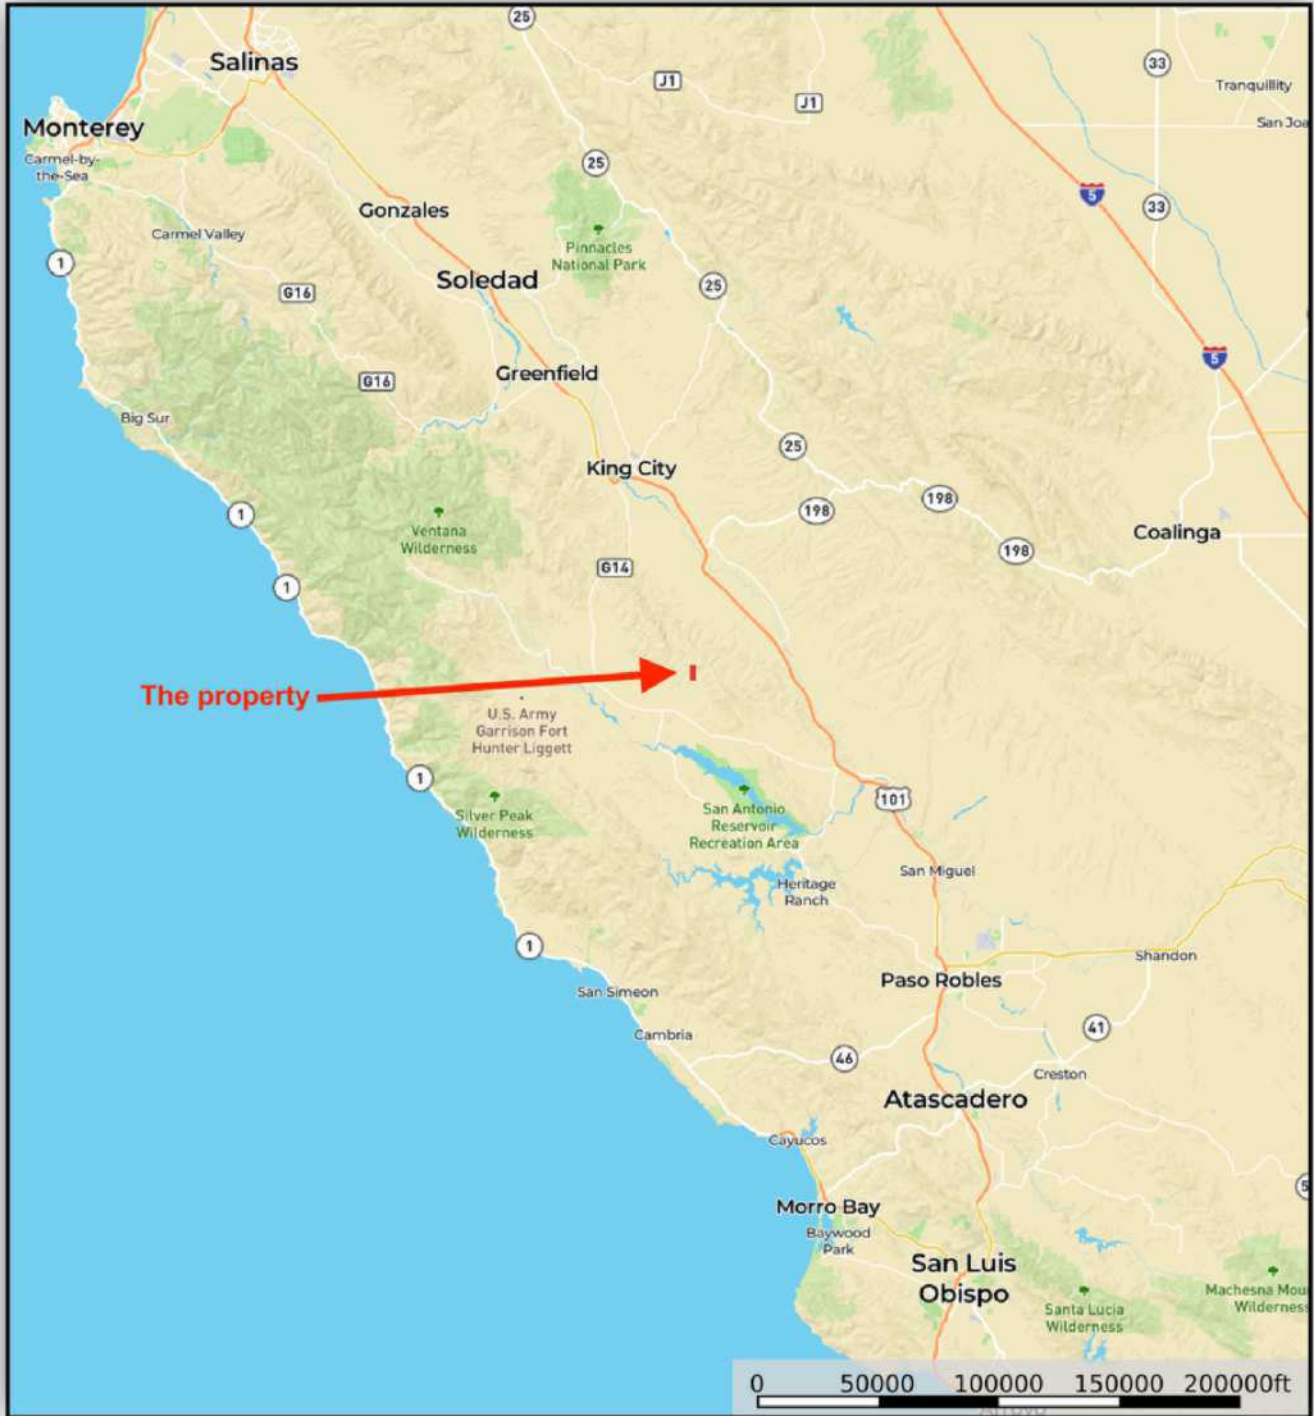 25
Salinas
J1
33
J1
Tranquillity
Monterey
San Joa
Carmel-by-
the-Sea
25
5
33
Gonzales
Carmel Valley
Pinnacles
National Park
1
Soledad
25
G16
5
Greenfield
G16
Big Sur
25
King City
198
198
1
Ventana
Wilderness
Coalinga
198
G14
1
The property
U.S. Army
Garrison Fort
Hunter Liggett
1
101
San Antonio
Reservoir
Recreation Area
Silver Peak
Wilderness
San Miguel
Heritage
Ranch
1
Shandon
Paso Robles
San Simeon
41
Cambria
46
Creston
Atascadero
Cayucos
5
Morro Bay
Baywood
Park
San Luis
Obispo
Machesna Mou
Wilderness
Santa Lucia
Wilderness
0 50000 100000 150000 200000ft